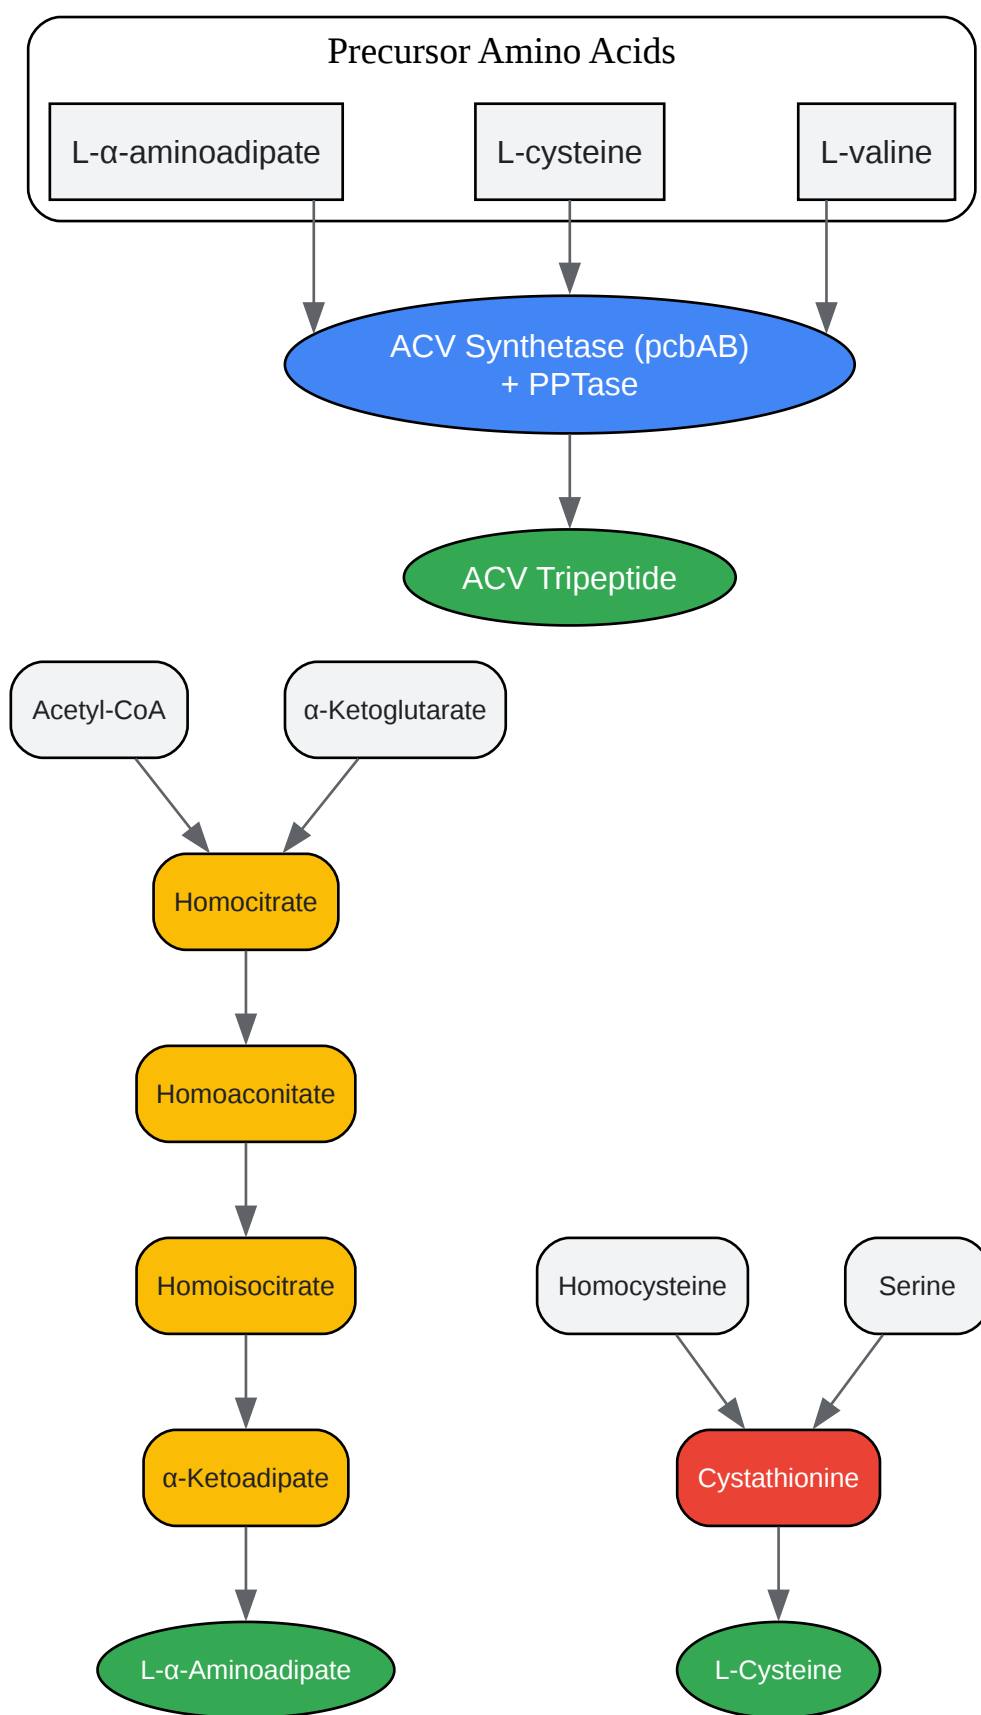 Precursor Amino Acids
L-α-aminoadipate
L-cysteine
L-valine
ACV Synthetase (pcbAB)
+ PPTase
ACV Tripeptide
Acetyl-CoA
α-Ketoglutarate
Homocitrate
Homoaconitate
Homoisocitrate
Homocysteine
Serine
α-Ketoadipate
Cystathionine
L-α-Aminoadipate
L-Cysteine